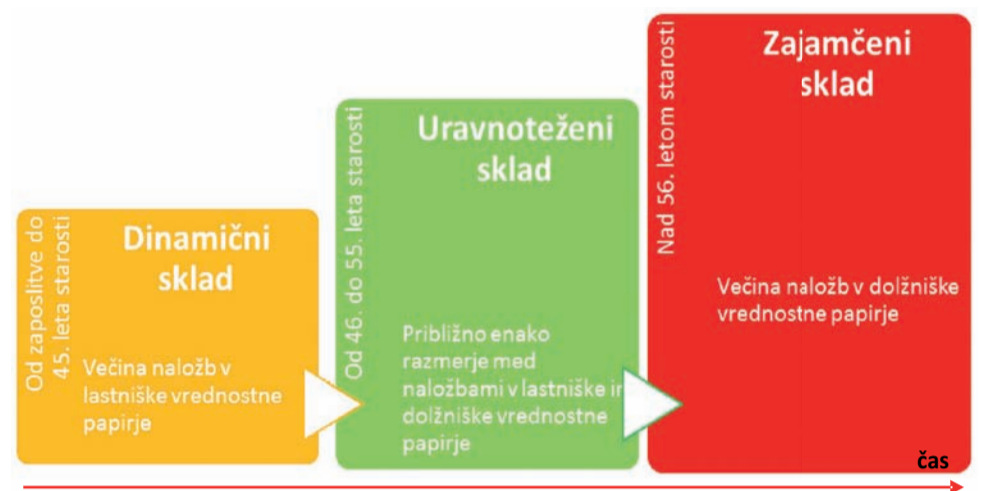 Od zaposlitve do
45. leta starosti
Dinamični
sklad
Večina naložb v
lastniške vrednostne
papirje
Od 46. do 55. leta starosti
Uravnoteženi
sklad
Približno enako
razmerje med
naložbami v lastniške in
dolžniške vrednostne
papirje
Nad 56. letom starosti
Zajamčeni
sklad
Večina naložb v dolžniške
vrednostne papirje
čas